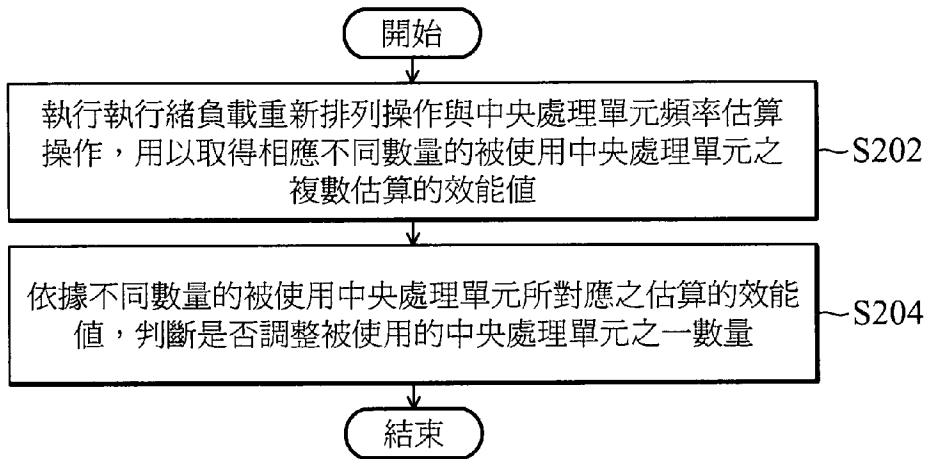 開始
執行執行緒負載重新排列操作與中央處理單元頻率估算
操作，用以取得相應不同數量的被使用中央處理單元之
複數估算的效能值
S202
依據不同數量的被使用中央處理單元所對應之估算的效能
值，判斷是否調整被使用的中央處理單元之一數量
S204
結束